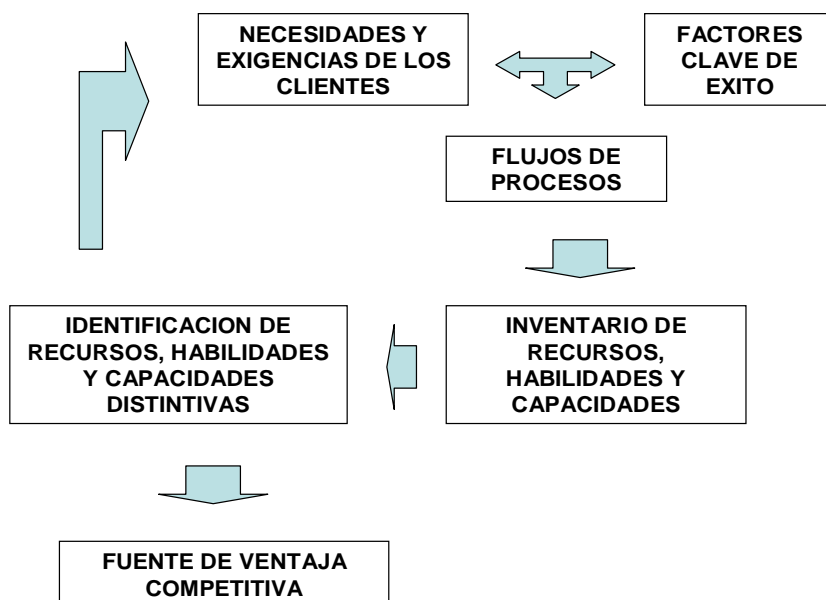 NECESIDADES Y
EXIGENCIAS DE LOS
CLIENTES
FACTORES
CLAVE DE
EXITO
FLUJOS DE
PROCESOS
IDENTIFICACION DE
RECURSOS, HABILIDADES
Y CAPACIDADES
DISTINTIVAS
INVENTARIO DE
RECURSOS,
HABILIDADES Y
CAPACIDADES
FUENTE DE VENTAJA
COMPETITIVA